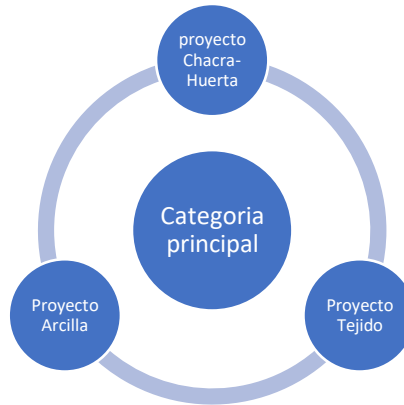 proyecto
Chacra-
Huerta
Categoria
principal
Proyecto
Arcilla
Proyecto
Tejido